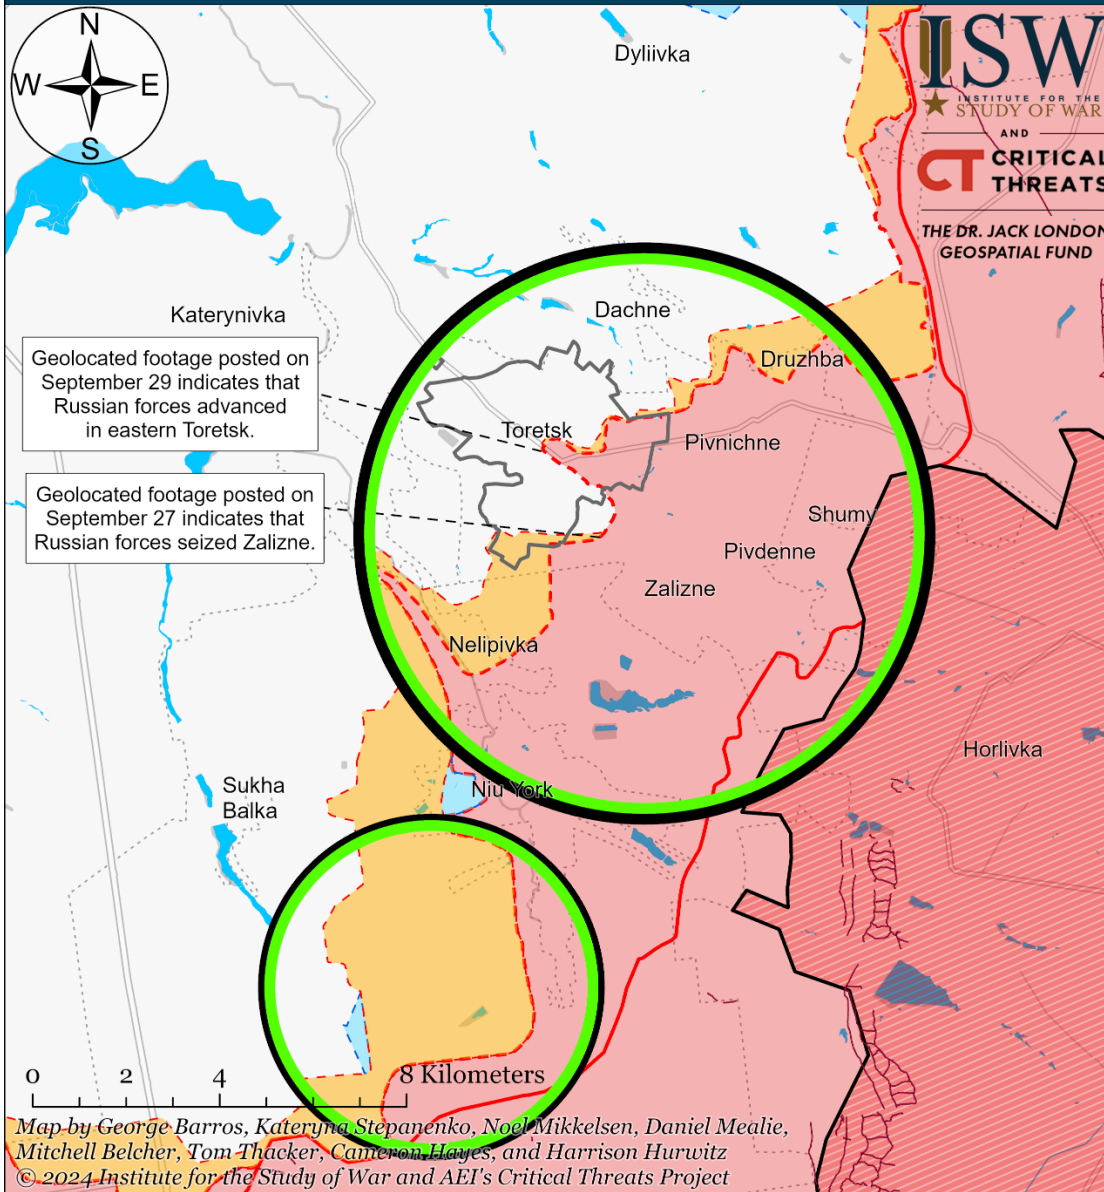 N
W
E
S
Dyliivka
ISW
INSTITUTE FOR THE
STUDY OF WAR
AND
CT CRITICAL
THREATS
THE DR. JACK LONDON
GEOSPATIAL FUND
Katerynivka
Dachne
Druzhba
Geolocated footage posted on
September 29 indicates that
Russian forces advanced
in eastern Toretsk.
Toretsk
Pivnichne
Geolocated footage posted on
September 27 indicates that
Russian forces seized Zalizne.
Shumy
Pivdenne
Zalizne
Nelipivka
Horlivka
Sukha
Balka
Niu York
0 2 4 8 Kilometers
Map by George Barros, Kateryna Stepanenko, Noel Mikkelsen, Daniel Mealie,
Mitchell Belcher, Tom Thacker, Cameron Hayes, and Harrison Hurwitz
© 2024 Institute for the Study of War and AEI's Critical Threats Project